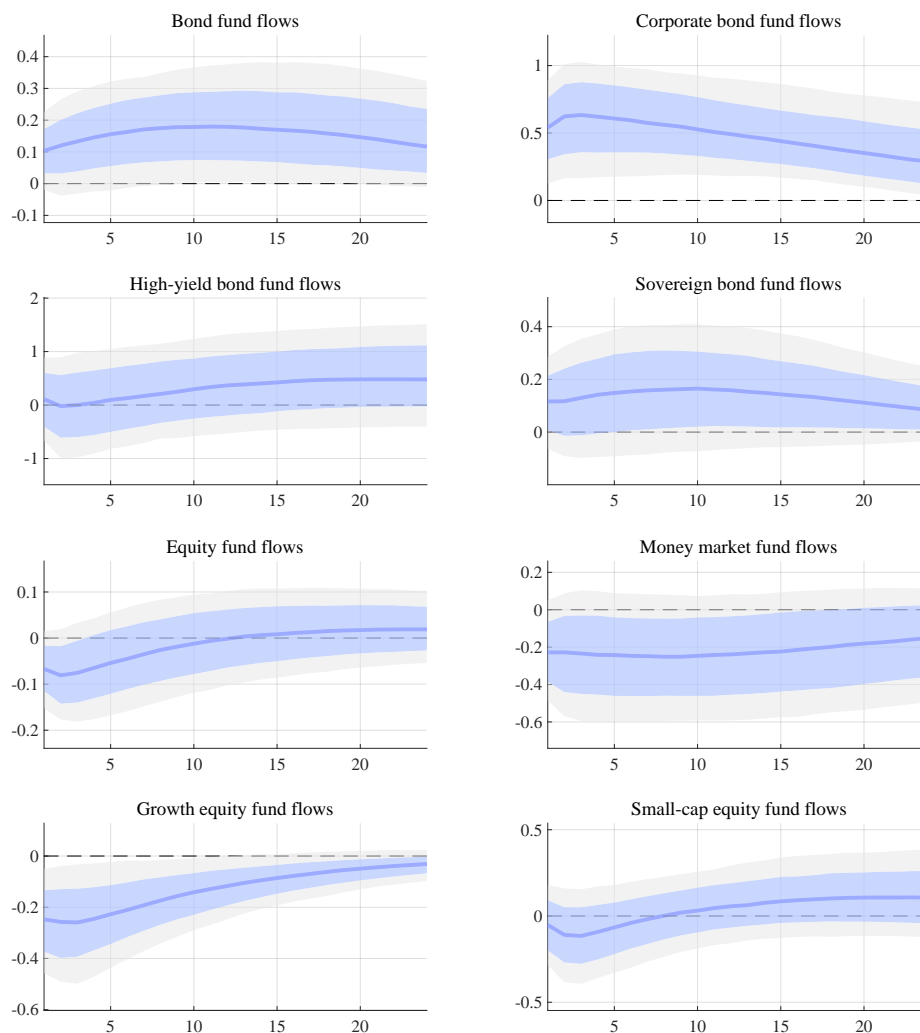 Bond fund flows
0.4
0.3
0.2
0.1
0
-0.1
5 10 15 20
Corporate bond fund flows
1
0.5
0
5 10 15 20
High-yield bond fund flows
2
1
0
-1
5 10 15 20
Sovereign bond fund flows
0.4
0.2
0
5 10 15 20
Equity fund flows
0.1
0
-0.1
-0.2
5 10 15 20
Money market fund flows
0.2
0
-0.2
-0.4
-0.6
5 10 15 20
Growth equity fund flows
0
-0.2
-0.4
-0.6
5 10 15 20
Small-cap equity fund flows
0.5
0
-0.5
5 10 15 20